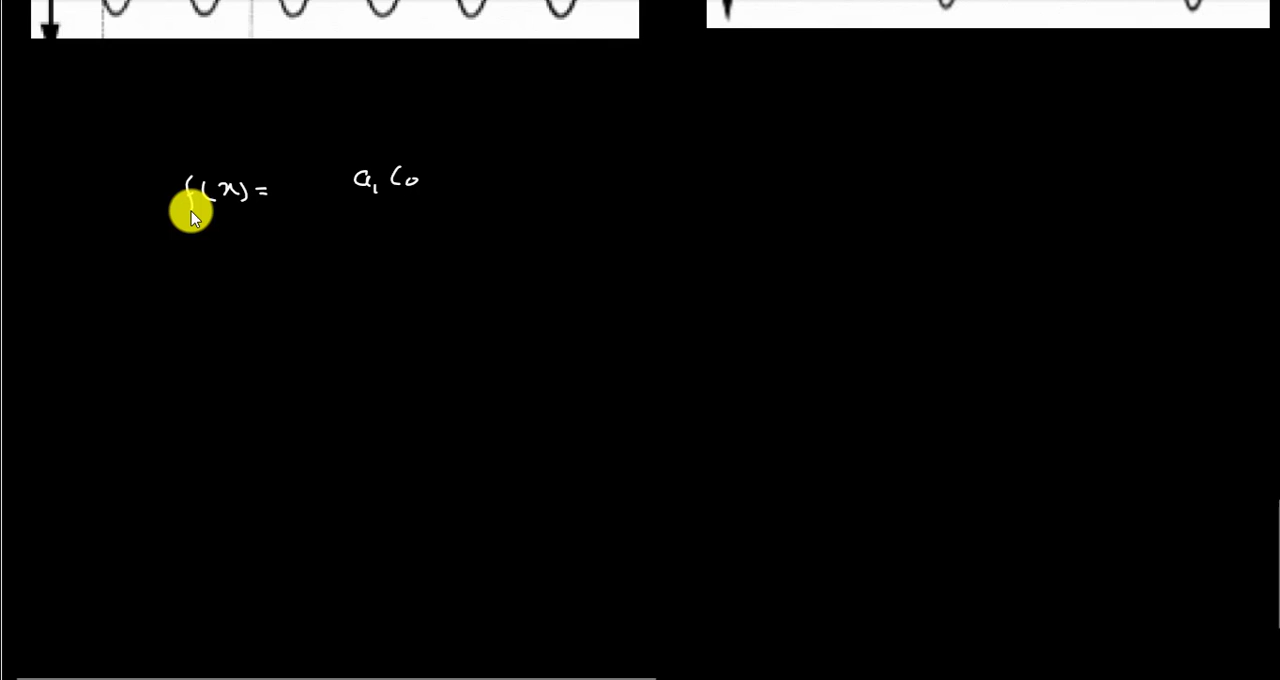 f(x) = a₁ Co